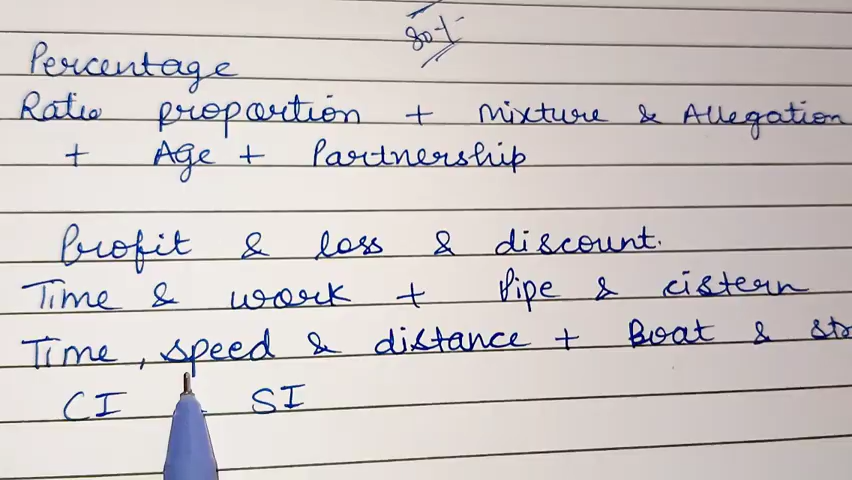 80%
Percentage
Ratio proportion + Mixture & Allegation
+ Age + Partnership
Profit & loss & discount.
Time & work + Pipe & cistern
Time, speed & distance + Boat &
CI SI